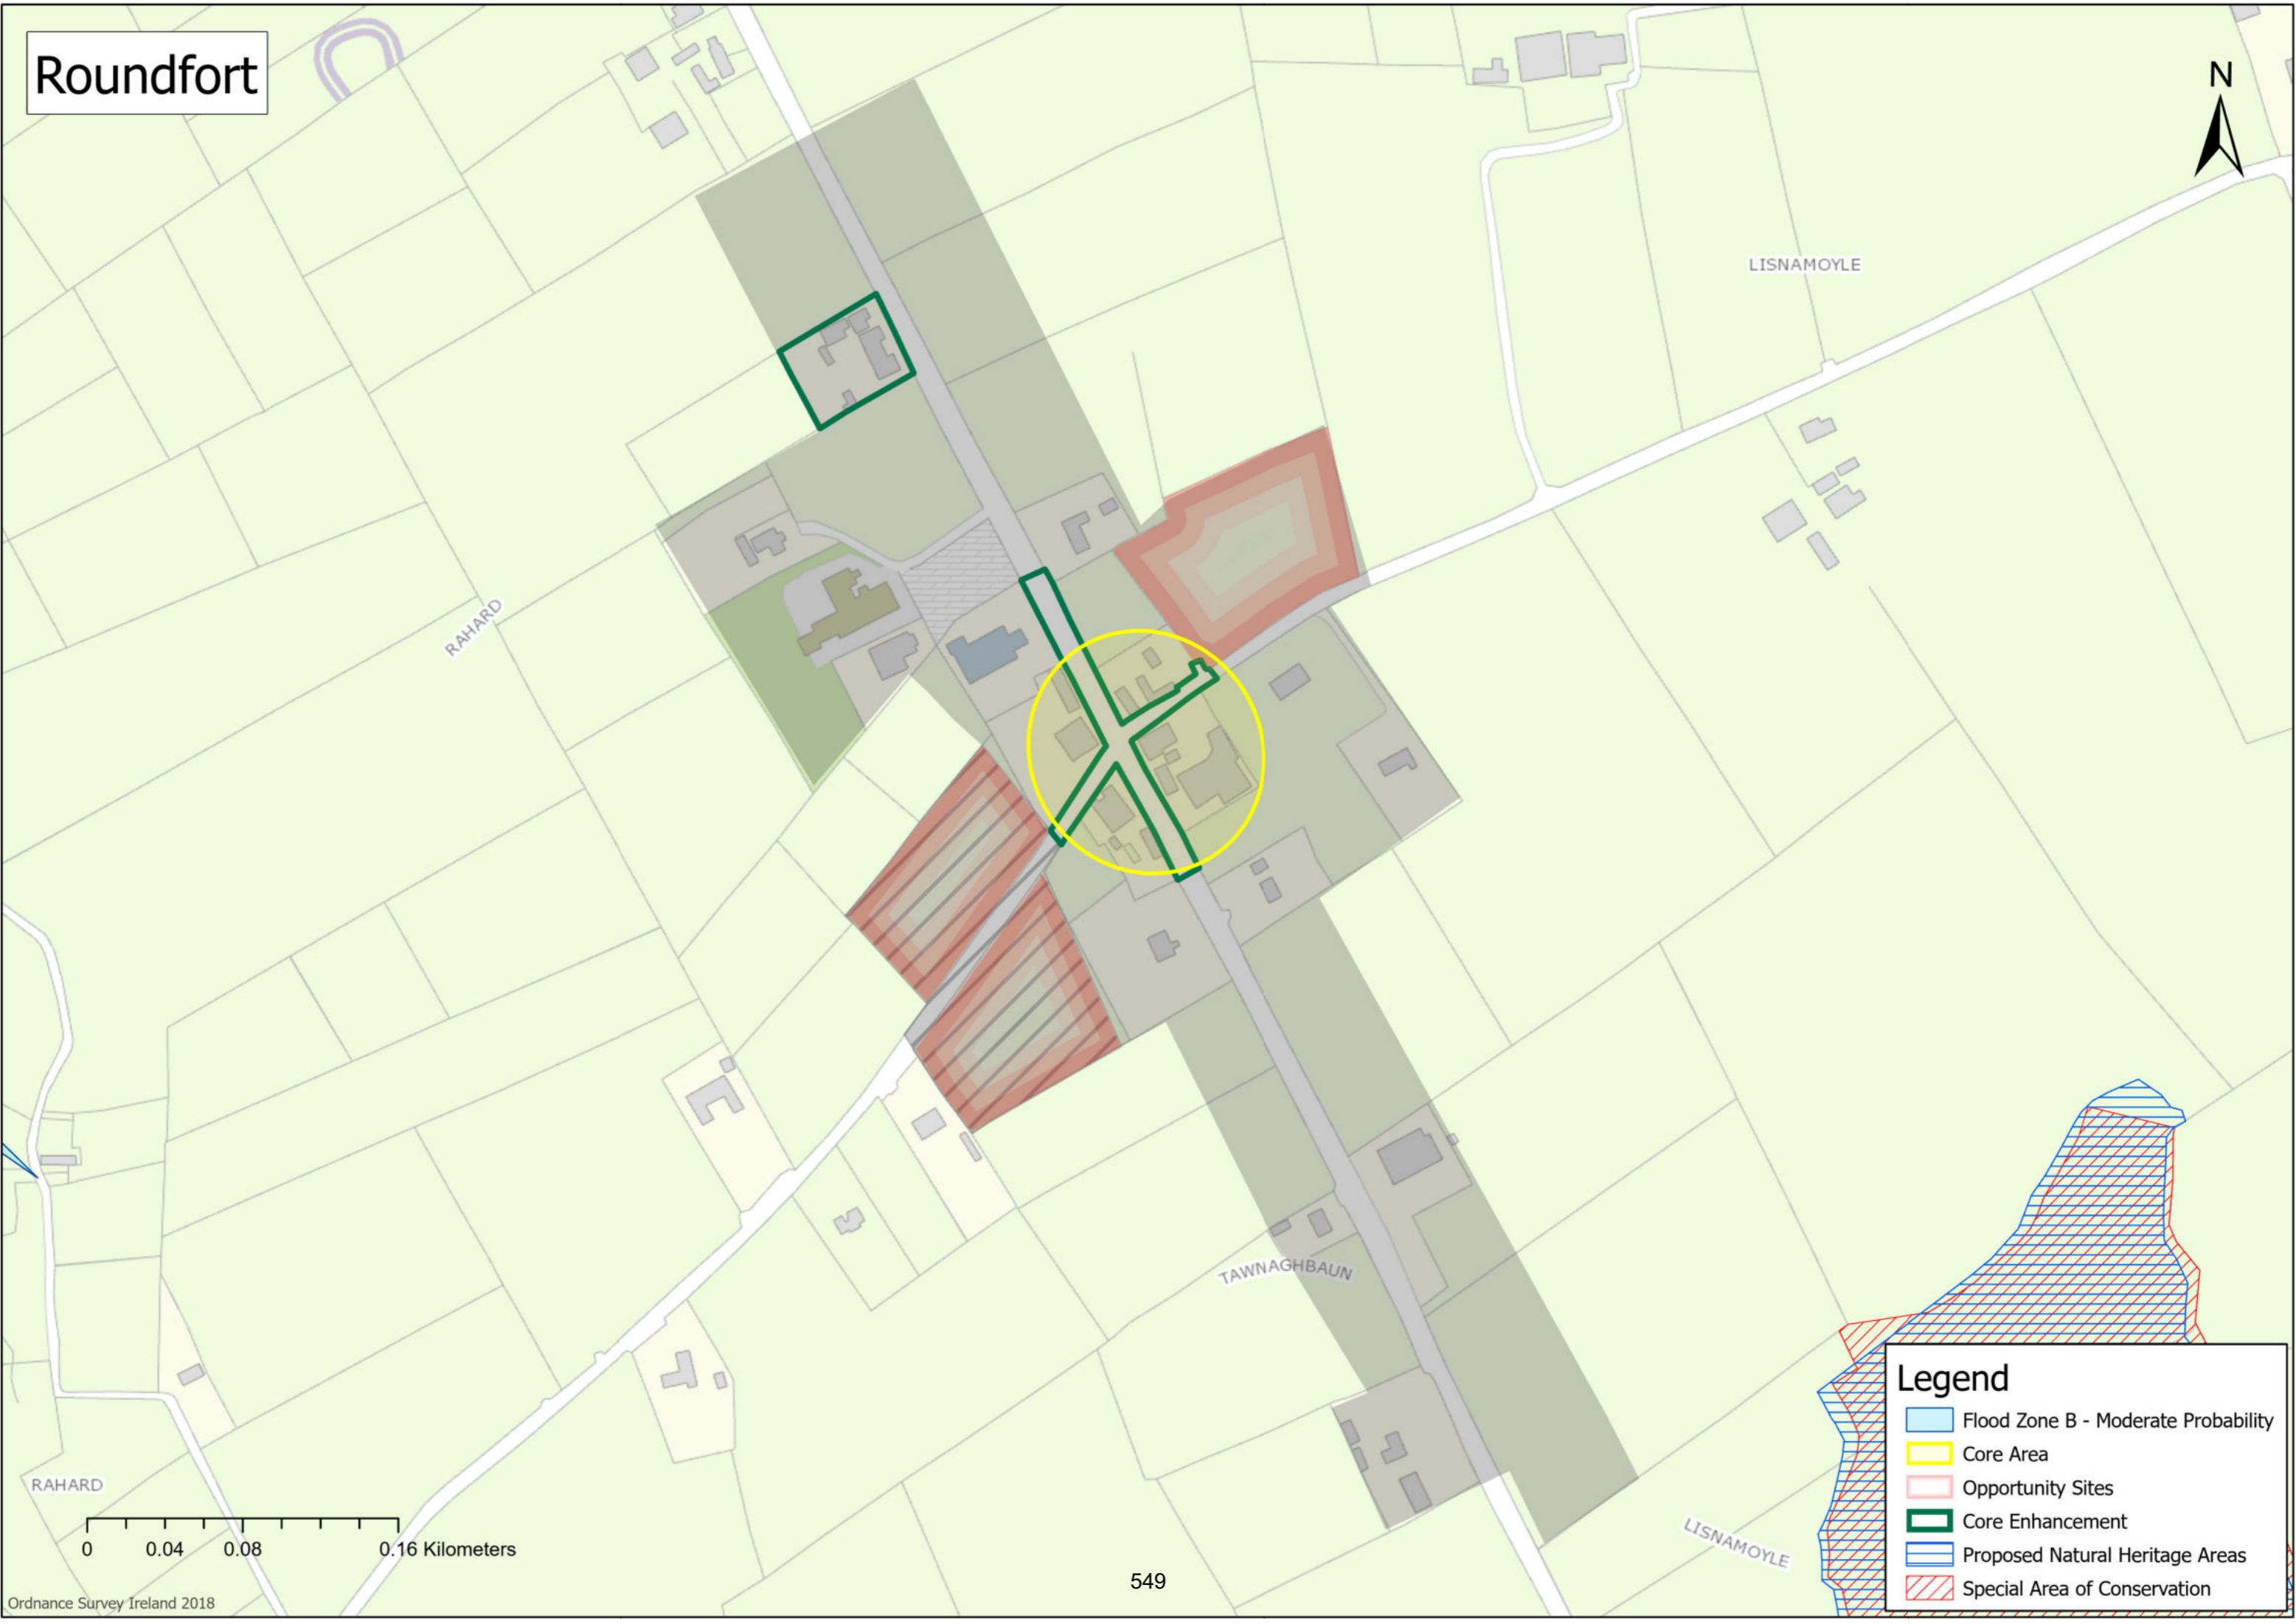 Roundfort
N
LISNAMOYLE
RAHARD
TAWNAGHBAUN
RAHARD
LISNAMOYLE
0 0.04 0.08 0.16 Kilometers
549
Ordnance Survey Ireland 2018
Legend
Flood Zone B - Moderate Probability
Core Area
Opportunity Sites
Core Enhancement
Proposed Natural Heritage Areas
Special Area of Conservation